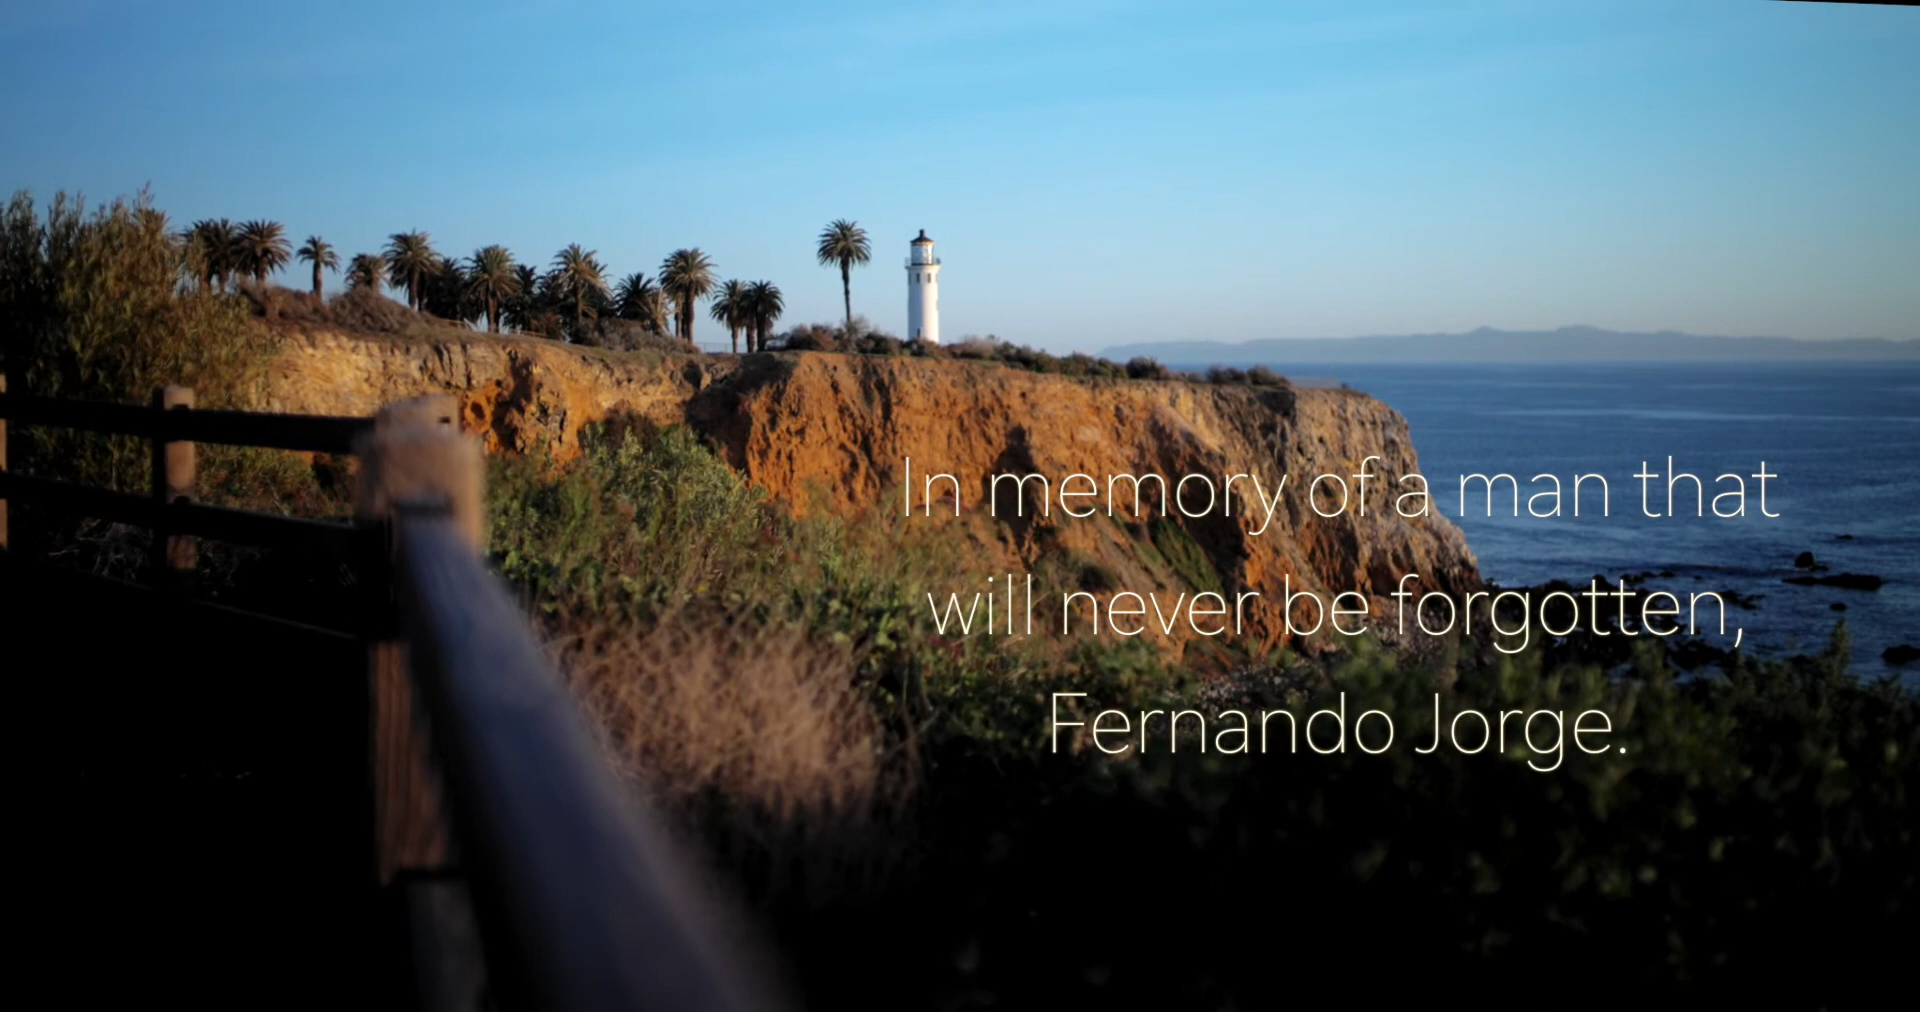 In memory of a man that
will never be forgotten,
Fernando Jorge.